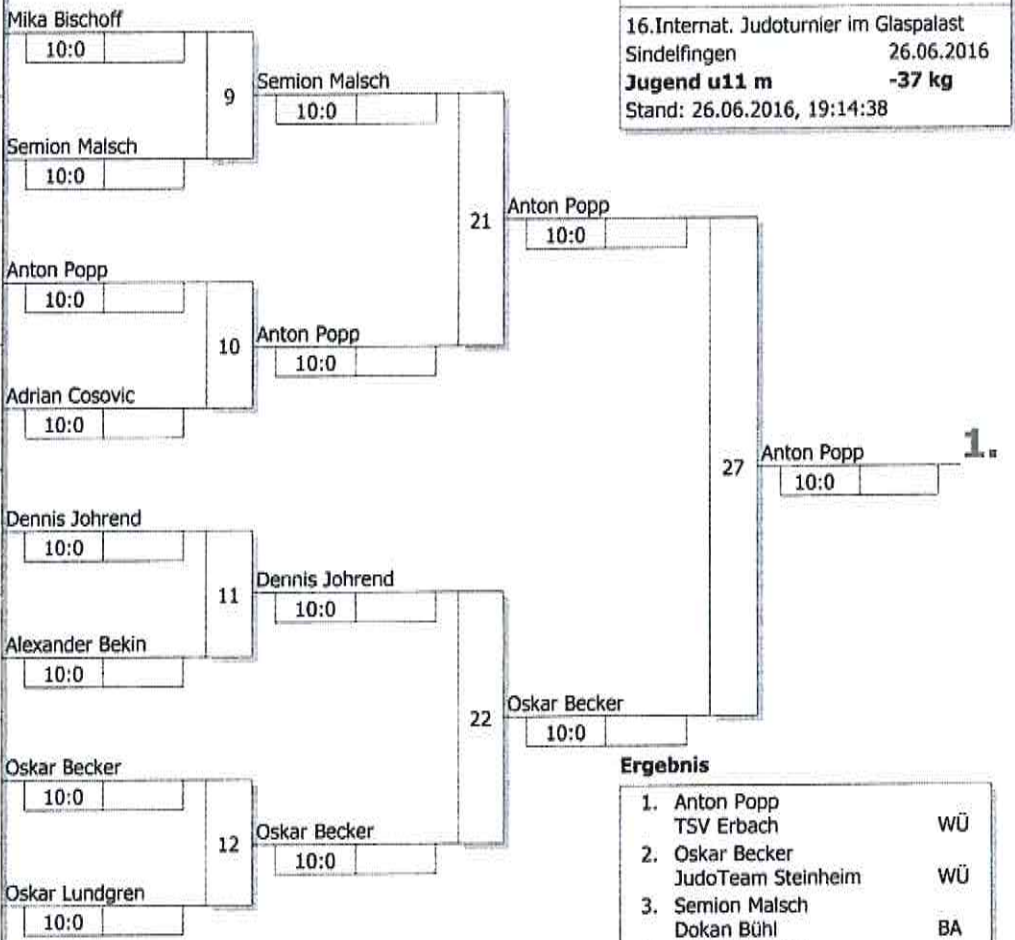 16.Internat. Judoturnier im Glaspalast
Sindelfingen 26.06.2016
Jugend u11 m -37 kg
Stand: 26.06.2016, 19:14:38
Mika Bischoff
10:0
9
Semion Malsch
10:0
Semion Malsch
10:0
21
Anton Popp
10:0
Anton Popp
10:0
10
Anton Popp
10:0
Adrian Cosovic
10:0
27
Anton Popp
1.
10:0
Dennis Johrend
10:0
11
Dennis Johrend
10:0
Alexander Bekin
10:0
22
Oskar Becker
10:0
Oskar Becker
10:0
12
Oskar Becker
10:0
Oskar Lundgren
10:0
Ergebnis
1. Anton Popp
TSV Erbach WÜ
2. Oskar Becker
JudoTeam Steinheim WÜ
3. Semion Malsch
Dokan Bühl BA